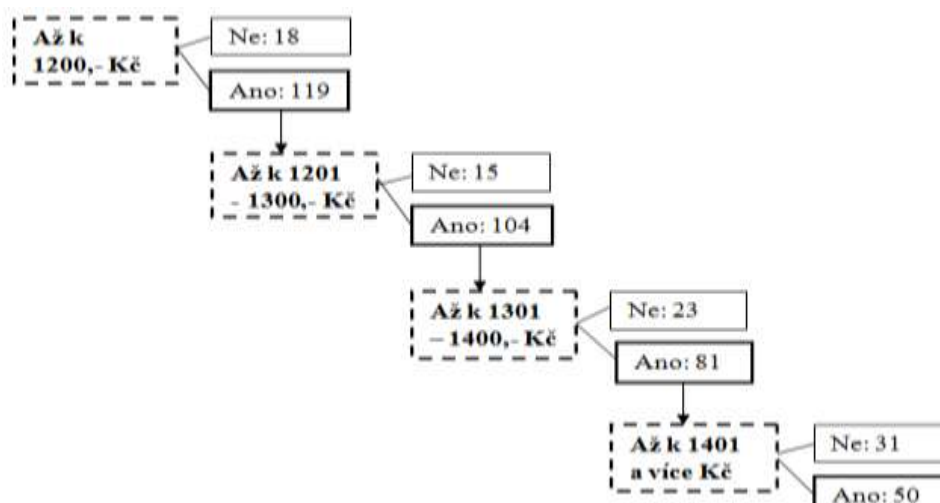 Až k
1200,- Kč
Ne: 18
Ano: 119
Až k 1201
- 1300,- Kč
Ne: 15
Ano: 104
Až k 1301
– 1400,- Kč
Ne: 23
Ano: 81
Až k 1401
a více Kč
Ne: 31
Ano: 50